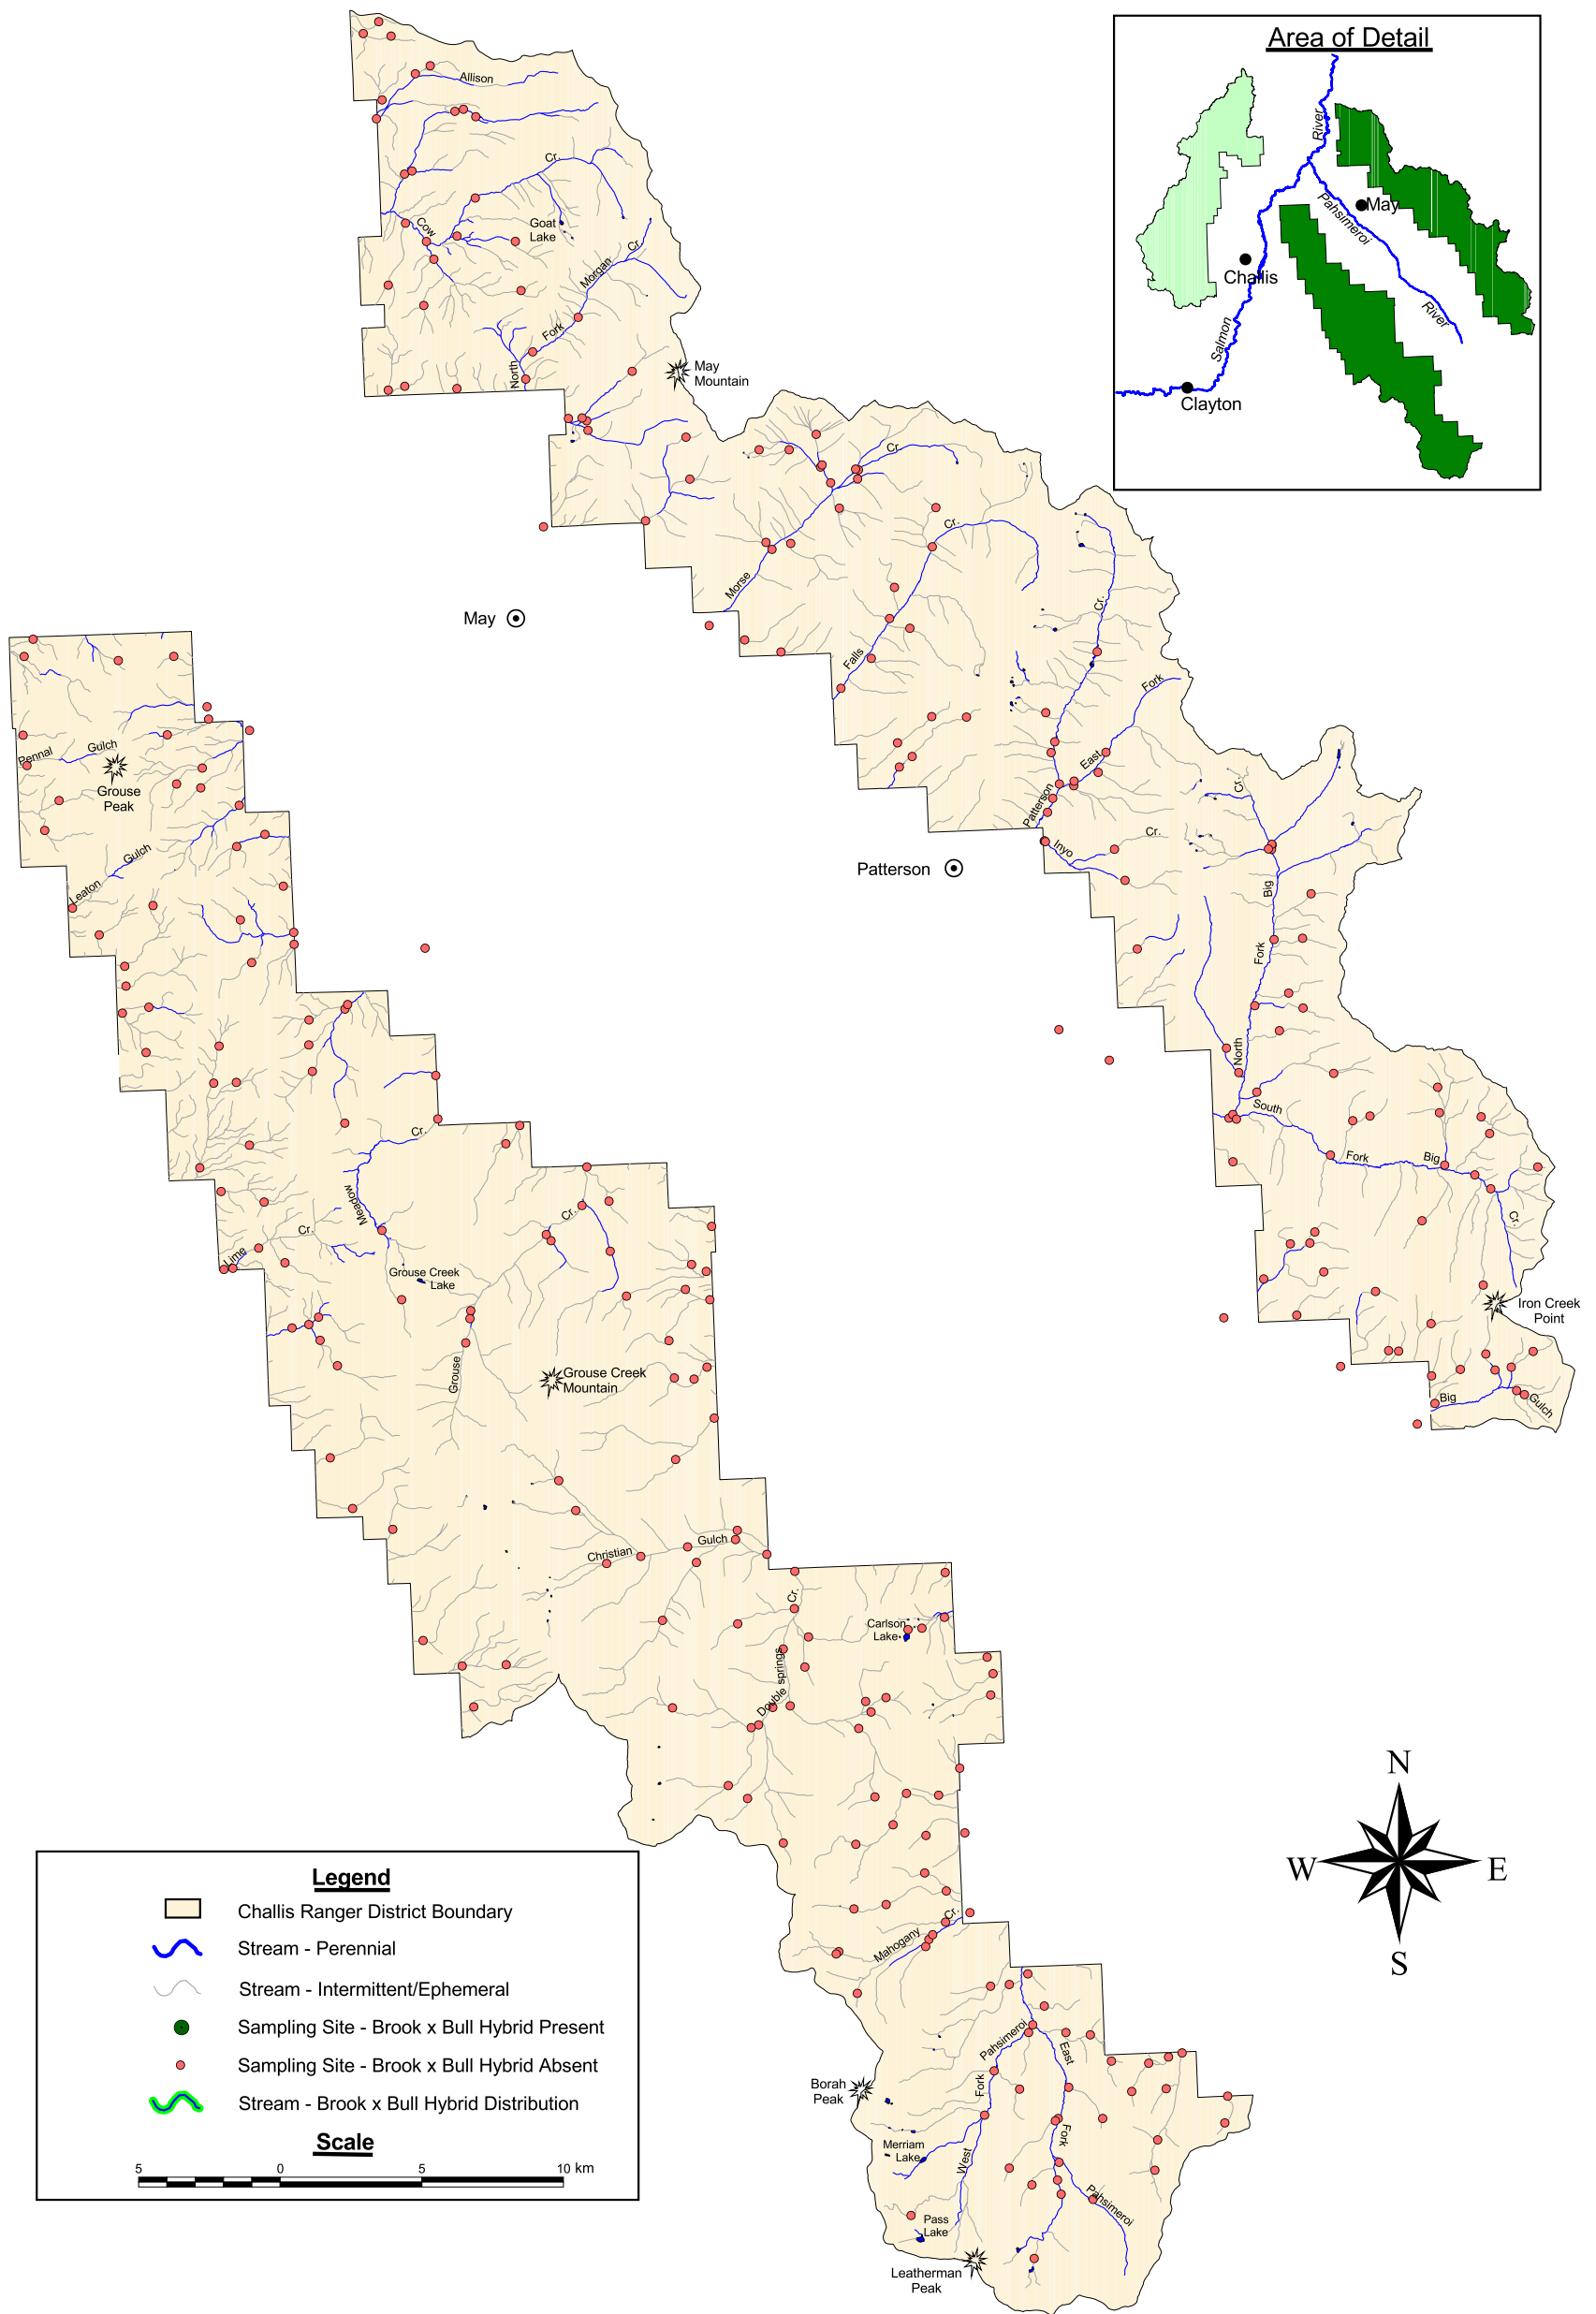 Area of Detail
River
Pahsimeroi
May
Challis
River
Salmon
Clayton
Allison
Cr.
Goat
Lake
Cow
Cr.
Morgan
Fork
North
May
Mountain
Cr.
Cr.
Morse
Falls
Cr.
Fork
East
Patterson
Inyo
Cr.
Cr.
Big
Fork
North
South
Fork
Big
Cr.
Iron Creek
Point
Big
Gulch
May
Patterson
Pennal
Gulch
Grouse
Peak
Gulch
Leaton
Cr.
Meadow
Cr.
Lime
Grouse Creek
Lake
Cr.
Grouse
Grouse Creek
Mountain
Christian
Gulch
Cr.
springs
Double
Carlson
Lake
Mahogany
Cr.
Pahsimeroi
East
Fork
Fork
West
Pahsimeroi
Borah
Peak
Merriam
Lake
Pass
Lake
Leatherman
Peak
N
W
E
S
Legend
Challis Ranger District Boundary
Stream - Perennial
Stream - Intermittent/Ephemeral
Sampling Site - Brook x Bull Hybrid Present
Sampling Site - Brook x Bull Hybrid Absent
Stream - Brook x Bull Hybrid Distribution
Scale
5 0 5 10 km